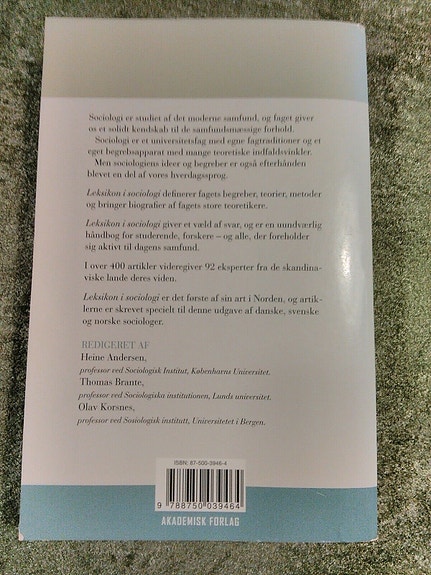 Sociologi er studiet af det moderne samfund, og faget giver
os et solidt kendskab til de samfundsmæssige forhold.
Sociologi er et universitetsfag med egne fagtraditioner og et
eget begrebsapparat med mange teoretiske indfaldsvinkler.
Men sociologiens ideer og begreber er også efterhånden
blevet en del af vores hverdagssprog.
Leksikon i sociologi definerer fagets begreber, teorier, metoder
og bringer biografier af fagets store teoretikere.
Leksikon i sociologi giver et væld af svar, og er en uundværlig
håndbog for studerende, forskere – og alle, der foreholder
sig aktivt til dagens samfund.
I over 400 artikler videregiver 92 eksperter fra de skandina-
viske lande deres viden.
Leksikon i sociologi er det første af sin art i Norden, og artik-
lerne er skrevet specielt til denne udgave af danske, svenske
og norske sociologer.
REDIGERET AF
Heine Andersen,
professor ved Sociologisk Institut, Københavns Universitet.
Thomas Brante,
professor ved Sociologiska institutionen, Lunds universitet.
Olav Korsnes,
professor ved Sosiologisk institutt, Universitetet i Bergen.
ISBN: 87-500-3946-4
9 788750 039464
AKADEMISK FORLAG